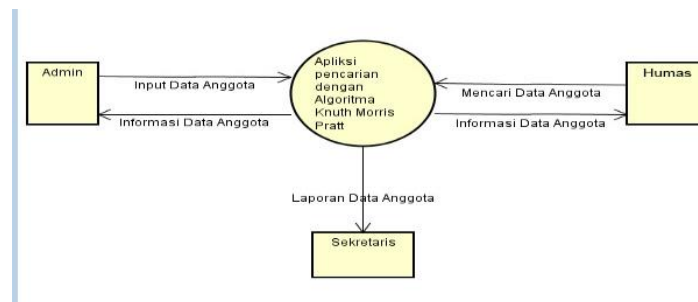 Admin
Input Data Anggota
Informasi Data Anggota
Apliksi
pencarian
dengan
Algoritma
Knuth Morris
Pratt
Humas
Mencari Data Anggota
Informasi Data Anggota
Laporan Data Anggota
Sekretaris